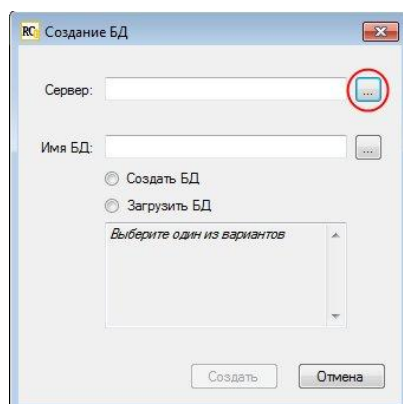 RC Создание БД
Сервер: ...
Имя БД: ...
Создать БД
Загрузить БД
Выберите один из вариантов
Создать Отмена